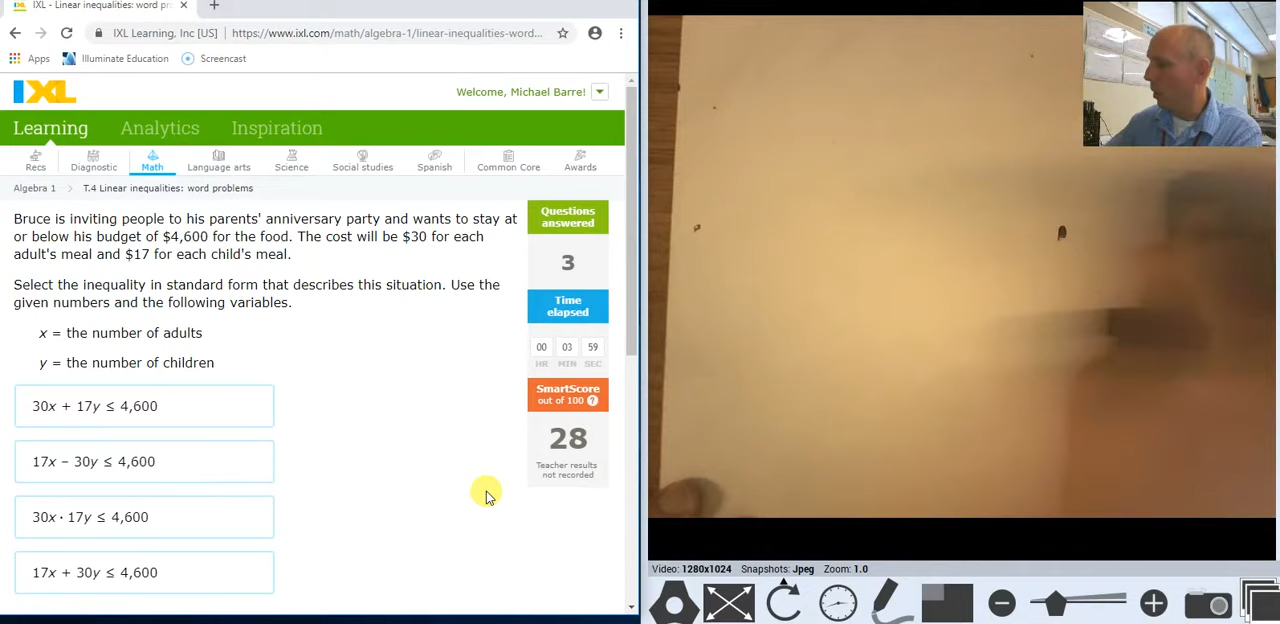 IXL - Linear inequalities: word pro
IXL Learning, Inc [US] | https://www.ixl.com/math/algebra-1/linear-inequalities-word...
Apps Illuminate Education Screencast
IXL
Welcome, Michael Barre!
Learning Analytics Inspiration
Recs Diagnostic Math Language arts Science Social studies Spanish Common Core Awards
Algebra 1 > T.4 Linear inequalities: word problems
Bruce is inviting people to his parents' anniversary party and wants to stay at
or below his budget of $4,600 for the food. The cost will be $30 for each
adult's meal and $17 for each child's meal.
Select the inequality in standard form that describes this situation. Use the
given numbers and the following variables.
x = the number of adults
y = the number of children
30x + 17y ≤ 4,600
17x – 30y ≤ 4,600
30x · 17y ≤ 4,600
17x + 30y ≤ 4,600
Questions
answered
3
Time
elapsed
00 03 59
HR MIN SEC
SmartScore
out of 100 ?
28
Teacher results
not recorded
Video: 1280x1024 Snapshots: Jpeg Zoom: 1.0